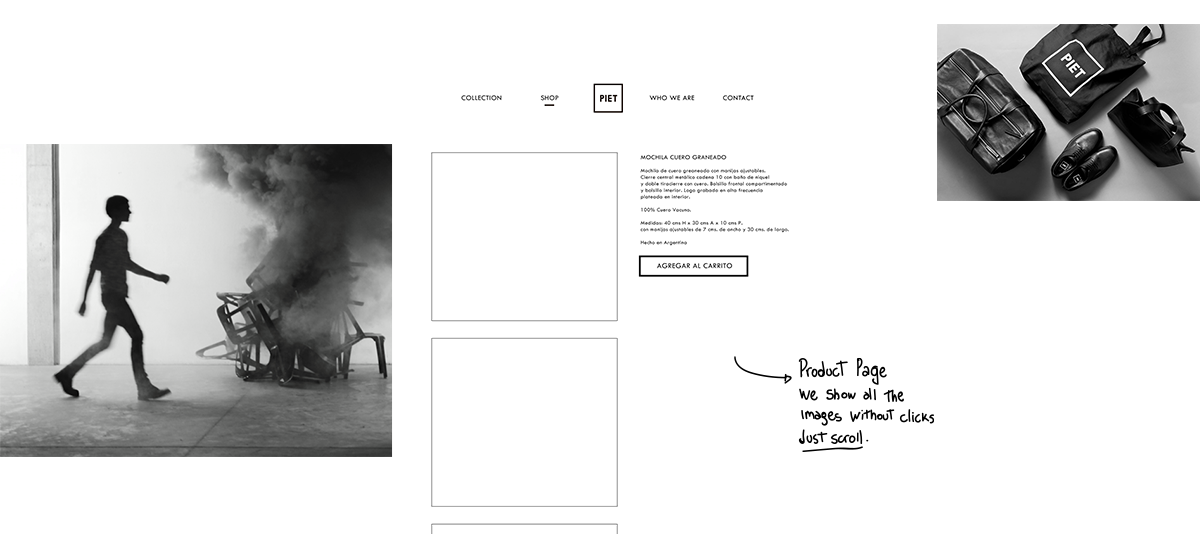 COLLECTION
SHOP
PIET
WHO WE ARE
CONTACT
PIET
MOCHILA CUERO GRANEADO
Mochila de cuero greaneado con manijas ajustables.
Cierre central metálico cadena 10 con baño de níquel
y doble tiracierre con cuero. Bolsillo frontal compartimentado
y bolsillo interior. Logo grabado en alta frecuencia
plateada en interior.
100% Cuero Vacuno.
Medidas: 40 cms H x 30 cms A x 10 cms P.
con manijas ajustables de 7 cms. de ancho y 30 cms. de largo.
Hecho en Argentina
AGREGAR AL CARRITO
Product Page
We show all the
Images without clicks
Just scroll.